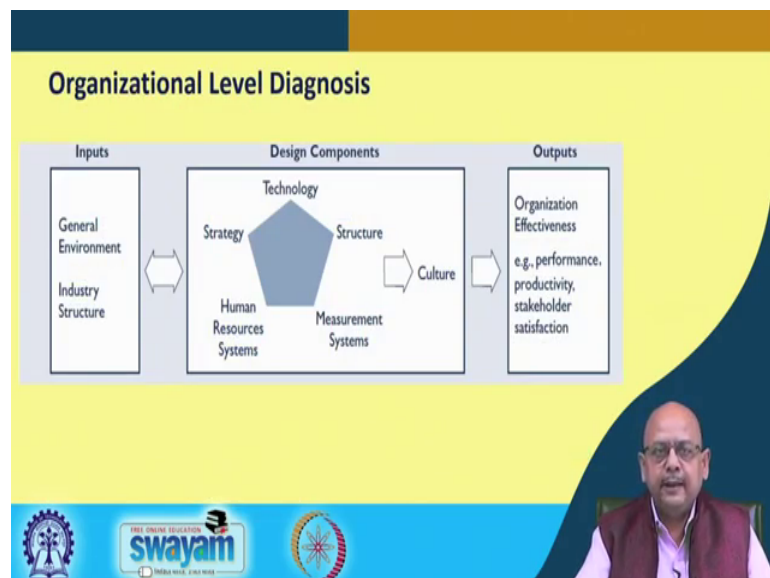 Organizational Level Diagnosis
Inputs
Design Components
Outputs
General
Environment
Industry
Structure
Technology
Strategy
Structure
Human
Resources
Systems
Measurement
Systems
Culture
Organization
Effectiveness
e.g., performance,
productivity,
stakeholder
satisfaction
FREE ONLINE EDUCATION
swayam